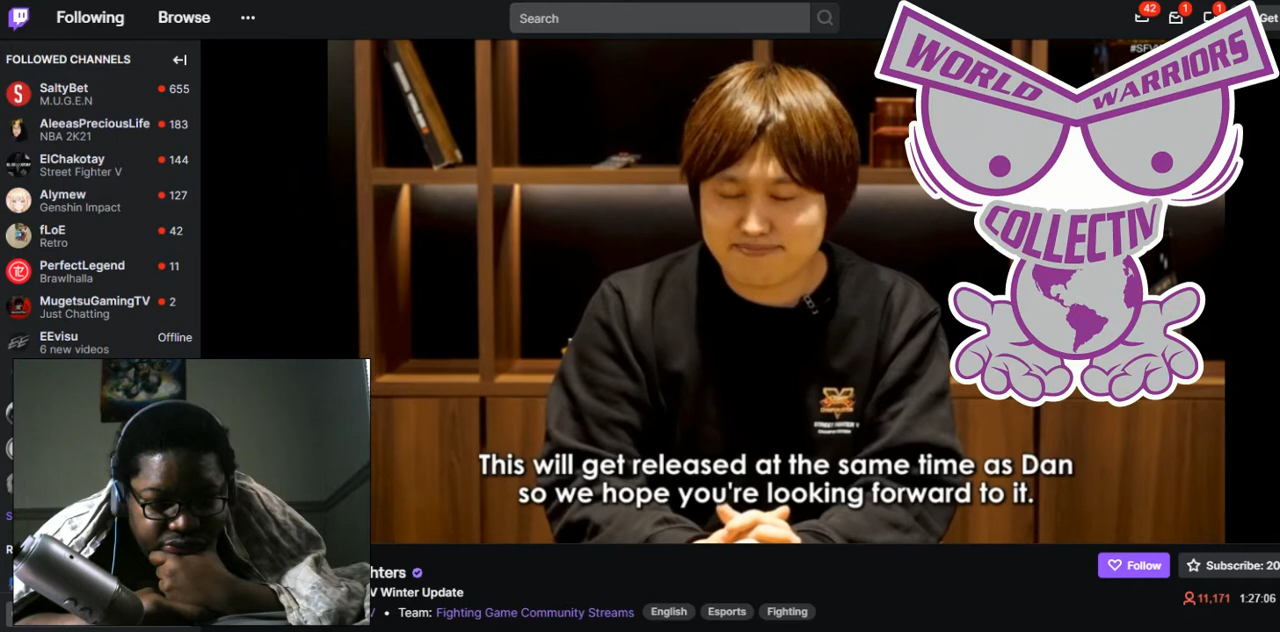 Following
Browse
Search
42
1
1
Get
FOLLOWED CHANNELS
SaltyBet
655
M.U.G.E.N
AleeasPreciousLife
183
NBA 2K21
ElChakotay
144
Street Fighter V
Alymew
127
Genshin Impact
fLoE
42
Retro
PerfectLegend
11
Brawlhalla
MugetsuGamingTV
2
Just Chatting
EEvisu
Offline
6 new videos
WORLD WARRIORS
COLLECTIV
STREET FIGHTER V
This will get released at the same time as Dan
so we hope you're looking forward to it.
hters
Follow
Subscribe: 20
V Winter Update
V • Team: Fighting Game Community Streams
English
Esports
Fighting
11,171
1:27:06